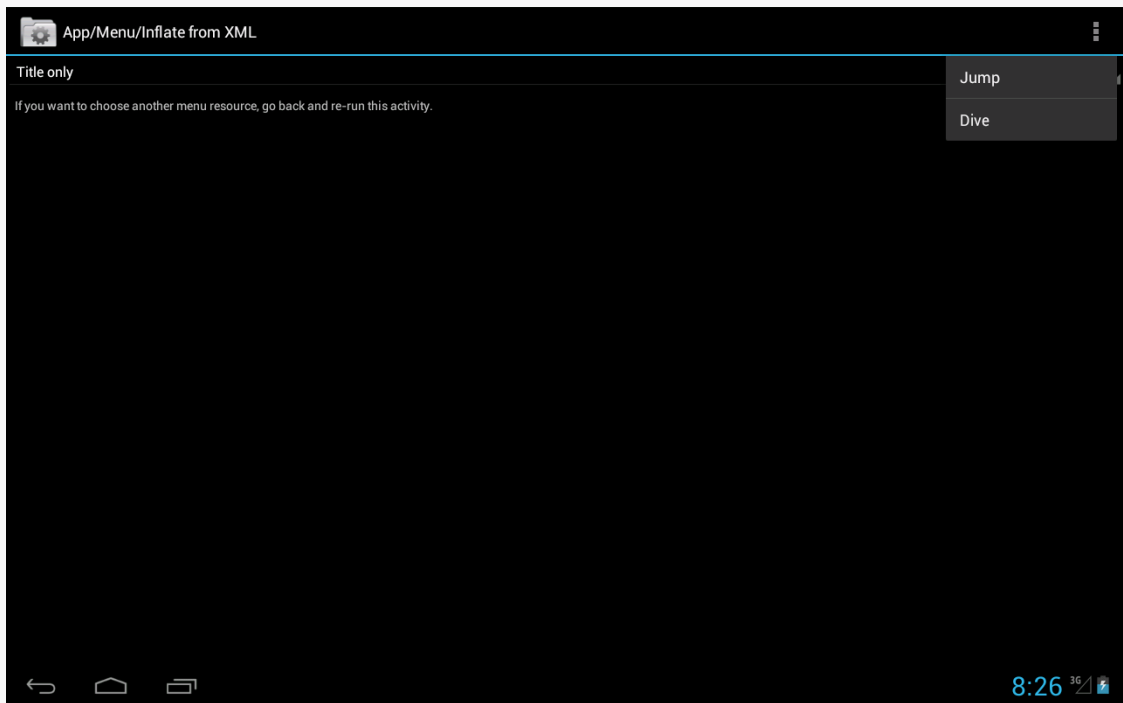 App/Menu/Inflate from XML
Title only
Jump
If you want to choose another menu resource, go back and re-run this activity.
Dive
8:26 3G